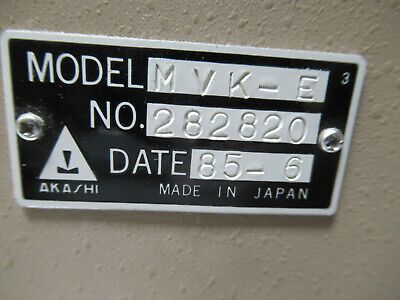 MODEL MVK-E 3
NO. 282820
DATE 85-6
AKASHI MADE IN JAPAN